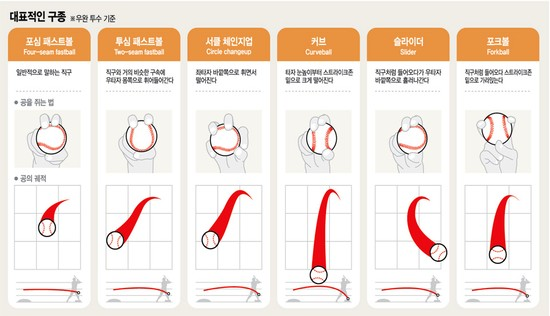 대표적인 구종 ※우완 투수 기준
포심 패스트볼
Four-seam fastball
투심 패스트볼
Two-seam fastball
서클 체인지업
Circle changeup
커브
Curveball
슬라이더
Slider
포크볼
Forkball
일반적으로 말하는 직구
직구와 거의 비슷한 구속에
우타자 몸쪽으로 휘어들어간다
좌타자 바깥쪽으로 휘면서
떨어진다
타자 눈높이부터 스트라이크존
밑으로 크게 떨어진다
직구처럼 들어오다가 우타자
바깥쪽으로 흘러나간다
직구처럼 들어오다 스트라이크존
밑으로 가라앉는다
공을 쥐는 법
공의 궤적